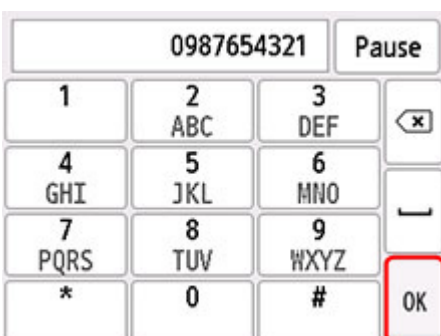 0987654321 Pause
1 2 3
ABC DEF
4 5 6
GHI JKL MNO
7 8 9
PQRS TUV WXYZ
* 0 # OK